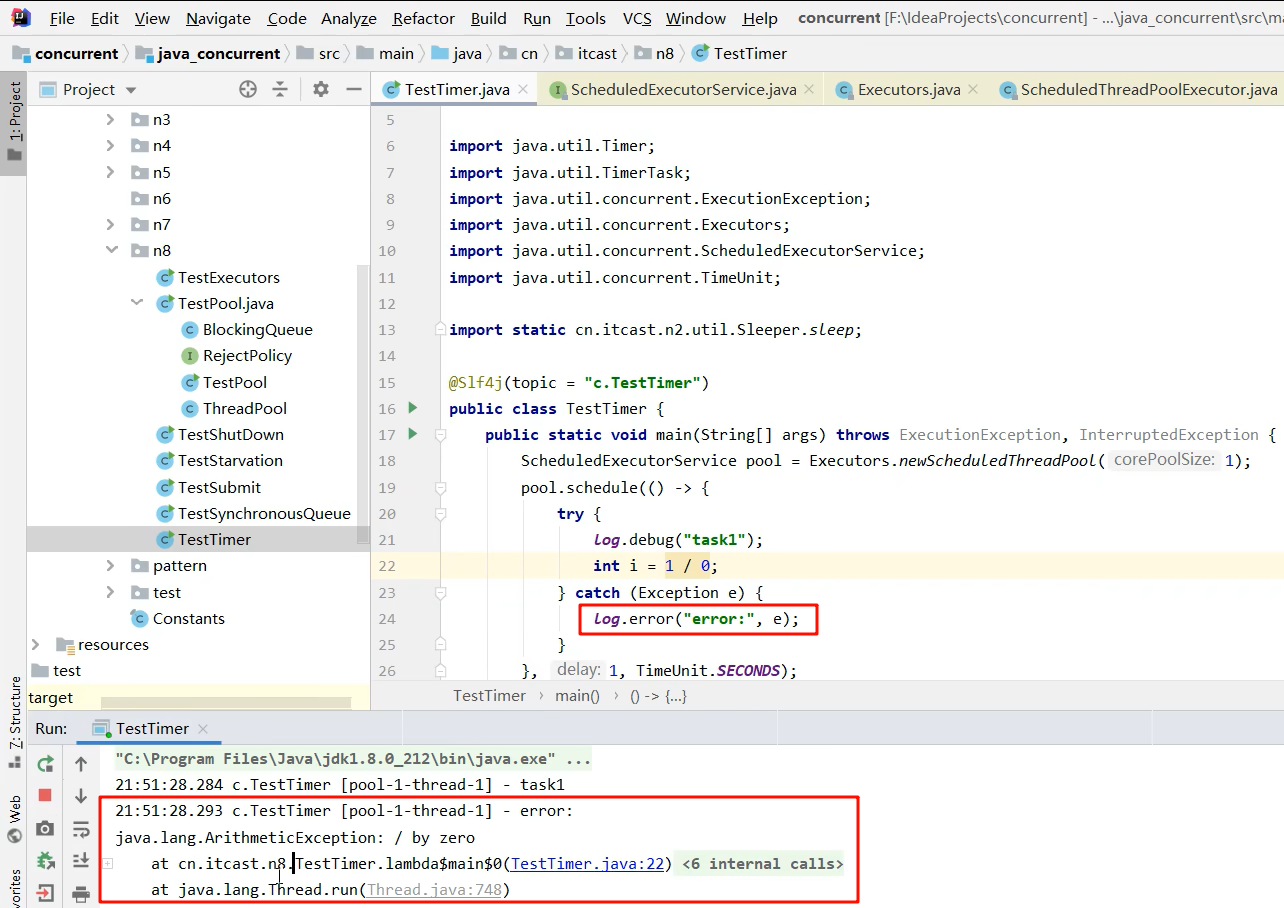 File Edit View Navigate Code Analyze Refactor Build Run Tools VCS Window Help concurrent [F:\IdeaProjects\concurrent] - ...\java_concurrent\src\ma
concurrent java_concurrent src main java cn itcast n8 TestTimer
1: Project
Project
TestTimer.java ScheduledExecutorService.java Executors.java ScheduledThreadPoolExecutor.java
n3
n4
n5
n6
n7
n8
TestExecutors
TestPool.java
BlockingQueue
RejectPolicy
TestPool
ThreadPool
TestShutDown
TestStarvation
TestSubmit
TestSynchronousQueue
TestTimer
pattern
test
Constants
resources
test
target
5
6 import java.util.Timer;
7 import java.util.TimerTask;
8 import java.util.concurrent.ExecutionException;
9 import java.util.concurrent.Executors;
10 import java.util.concurrent.ScheduledExecutorService;
11 import java.util.concurrent.TimeUnit;
12
13 import static cn.itcast.n2.util.Sleeper.sleep;
14
15 @Slf4j(topic = "c.TestTimer")
16 public class TestTimer {
17 public static void main(String[] args) throws ExecutionException, InterruptedException {
18 ScheduledExecutorService pool = Executors.newScheduledThreadPool( corePoolSize: 1);
19 pool.schedule(() -> {
20 try {
21 log.debug("task1");
22 int i = 1 / 0;
23 } catch (Exception e) {
24 log.error("error:", e);
25 }
26 }, delay: 1, TimeUnit.SECONDS);
TestTimer main() () -> {...}
7: Structure
Web
vorites
Run: TestTimer
"C:\Program Files\Java\jdk1.8.0_212\bin\java.exe" ...
21:51:28.284 c.TestTimer [pool-1-thread-1] - task1
21:51:28.293 c.TestTimer [pool-1-thread-1] - error:
java.lang.ArithmeticException: / by zero
at cn.itcast.n8.TestTimer.lambda$main$0(TestTimer.java:22) <6 internal calls>
at java.lang.Thread.run(Thread.java:748)